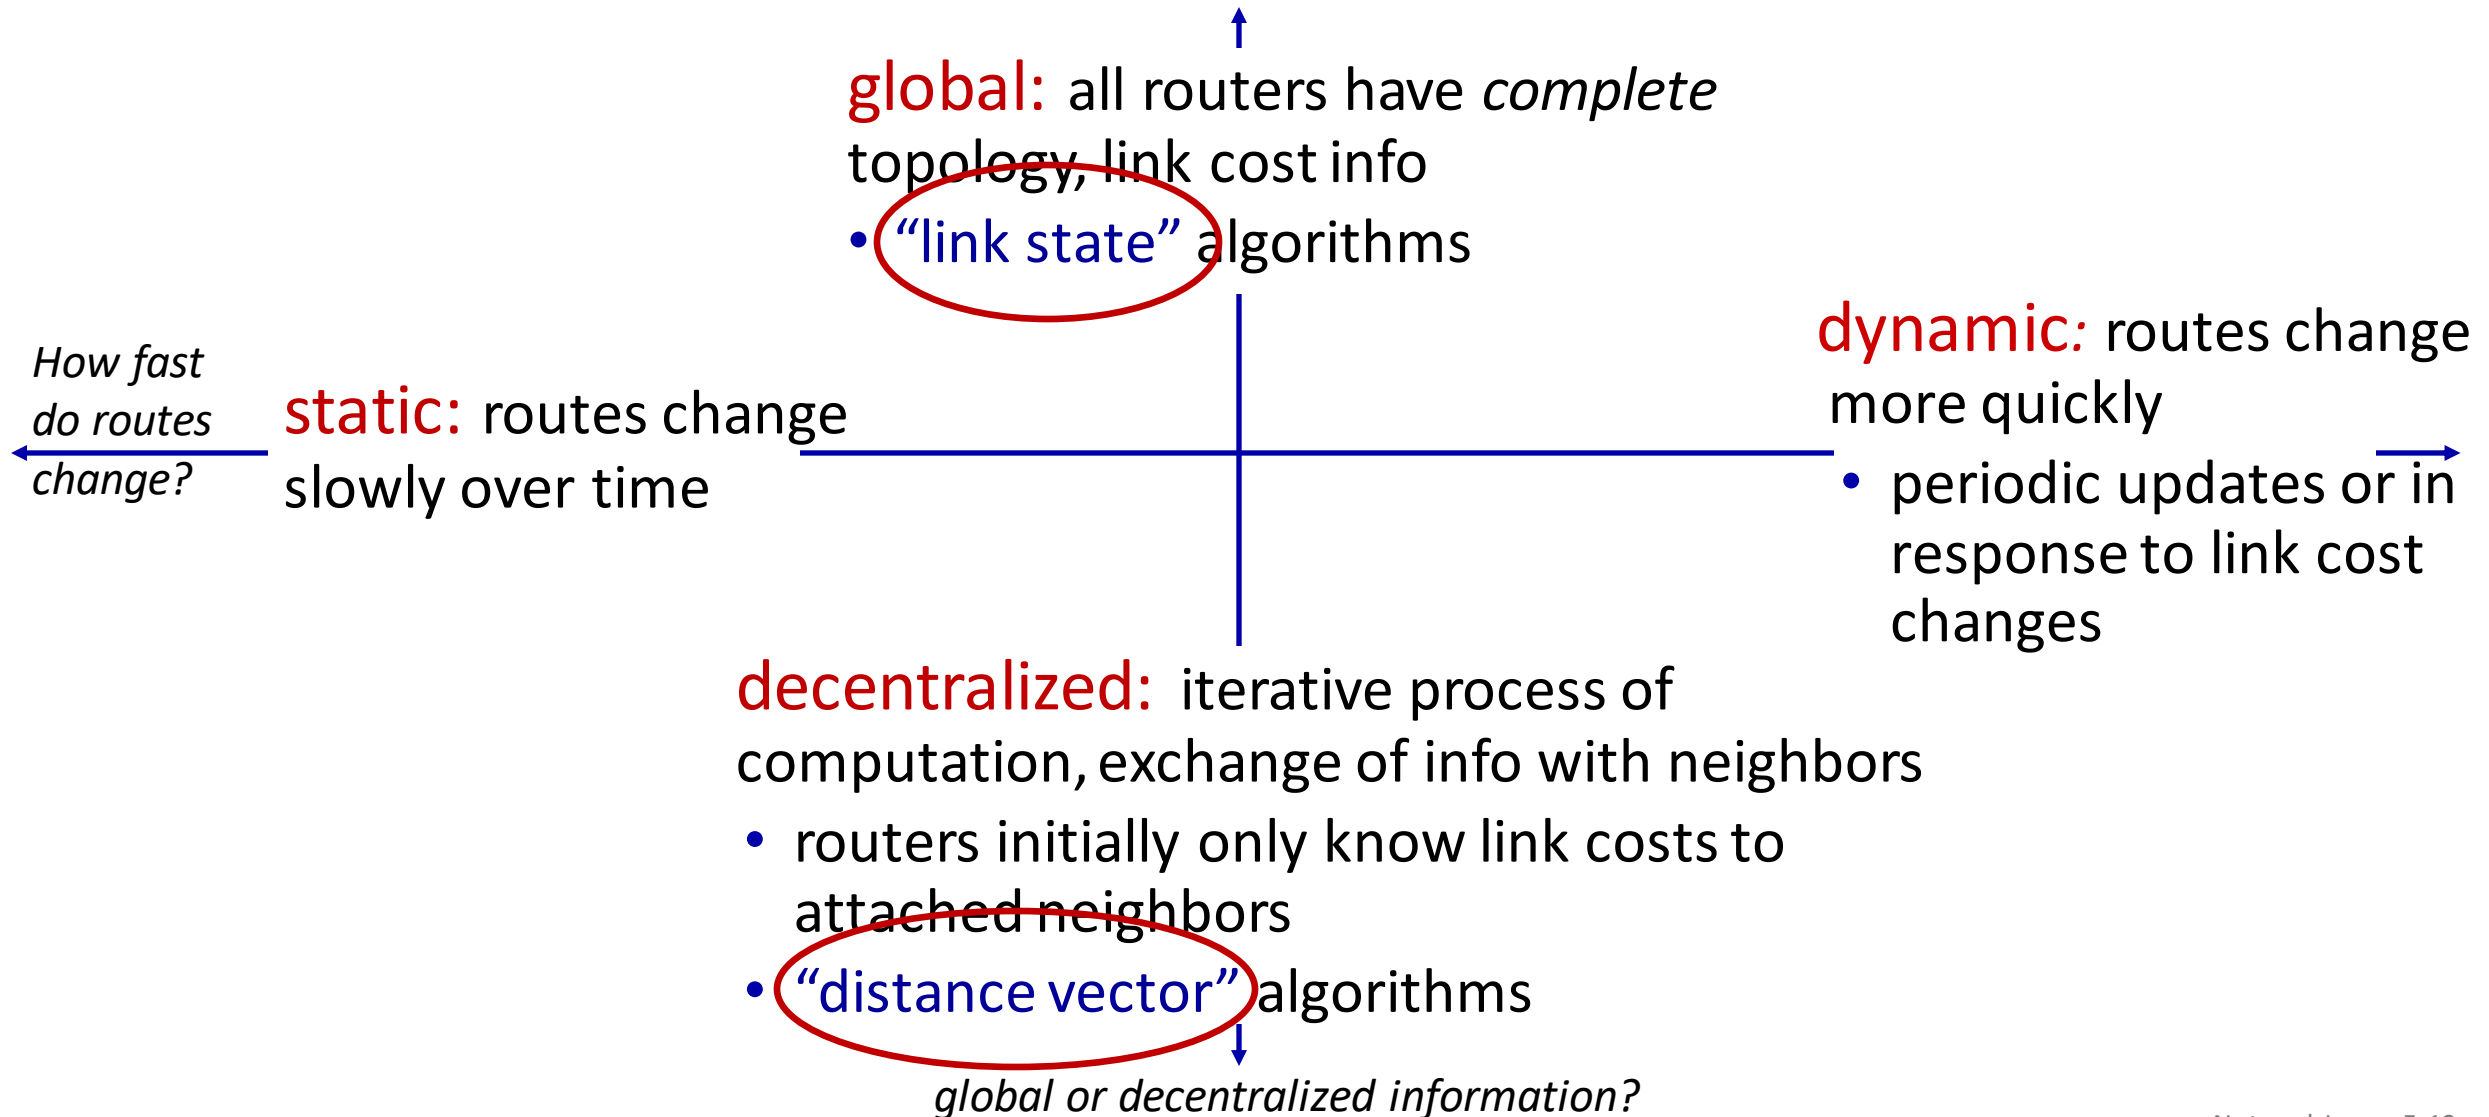 global: all routers have complete
topology, link cost info
• “link state” algorithms
How fast
do routes
change?
static: routes change
slowly over time
dynamic: routes change
more quickly
• periodic updates or in
response to link cost
changes
decentralized: iterative process of
computation, exchange of info with neighbors
• routers initially only know link costs to
attached neighbors
• “distance vector” algorithms
global or decentralized information?